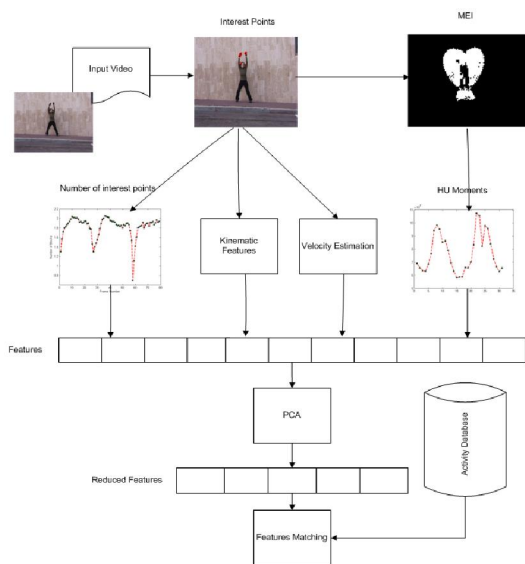 Interest Points
MEI
Input Video
Number of interest points
HU Moments
Kinematic
Features
Velocity Estimation
Features
PCA
Activity Database
Reduced Features
Features Matching